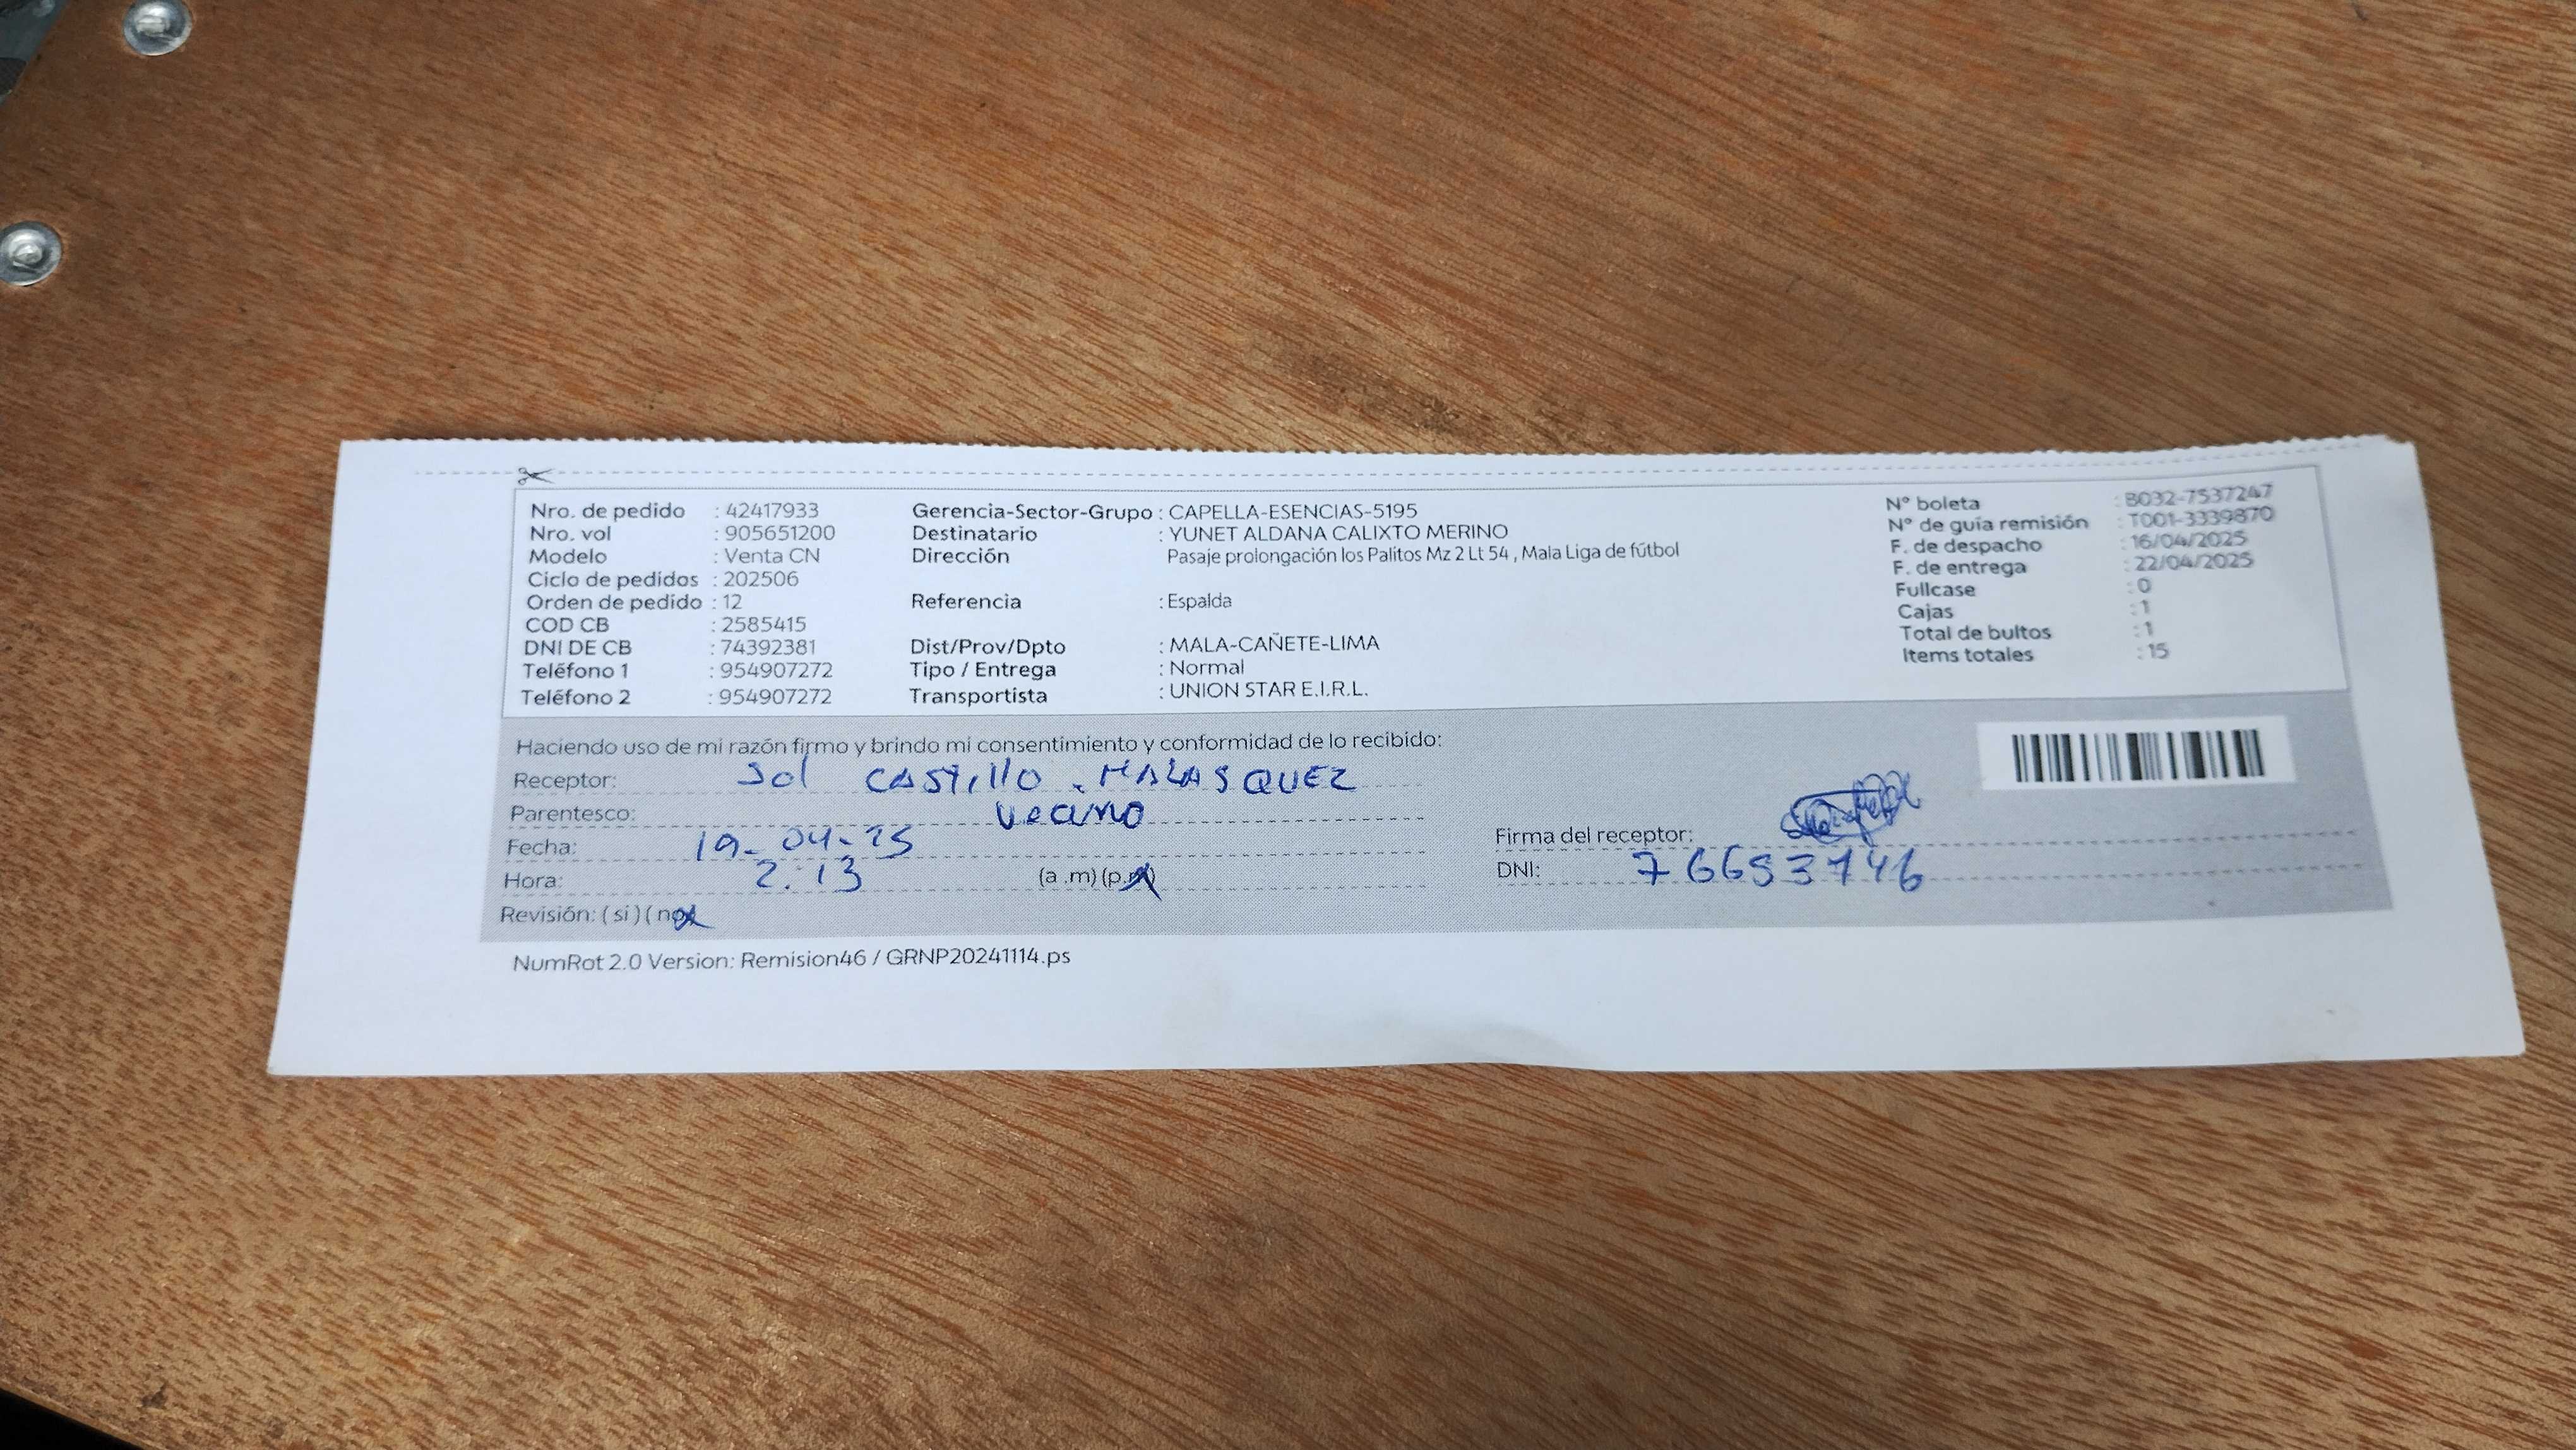 Nro. de pedido : 42417933
Nro. vol : 905651200
Modelo : Venta CN
Ciclo de pedidos : 202506
Orden de pedido : 12
COD CB : 2585415
DNI DE CB : 74392381
Teléfono 1 : 954907272
Teléfono 2 : 954907272
Gerencia-Sector-Grupo : CAPELLA-ESENCIAS-5195
Destinatario : YUNET ALDANA CALIXTO MERINO
Dirección Pasaje prolongación los Palitos Mz 2 Lt 54 , Mala Liga de fútbol
Referencia : Espalda
Dist/Prov/Dpto : MALA-CAÑETE-LIMA
Tipo / Entrega : Normal
Transportista : UNION STAR E.I.R.L.
N° boleta : B032-7537247
N° de guía remisión : T001-3339870
F. de despacho : 16/04/2025
F. de entrega : 22/04/2025
Fullcase : 0
Cajas : 1
Total de bultos : 1
Items totales : 15
Haciendo uso de mi razón firmo y brindo mi consentimiento y conformidad de lo recibido:
Receptor: Sol CASTILLO MALASQUEZ
Parentesco: Vecino
Fecha: 19-04-25
Hora: 2:13 (a .m) (p.m)
Revisión: ( si ) ( no
Firma del receptor:
DNI: 76653746
NumRot 2.0 Version: Remision46 / GRNP20241114.ps